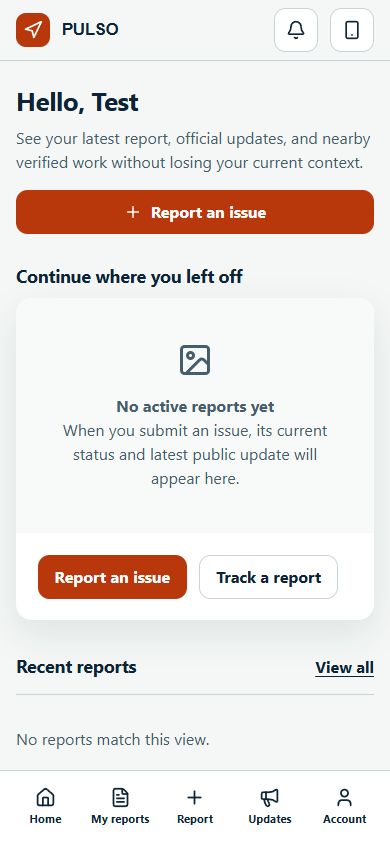 PULSO
Hello, Test
See your latest report, official updates, and nearby
verified work without losing your current context.
Report an issue
Continue where you left off
No active reports yet
When you submit an issue, its current
status and latest public update will
appear here.
Report an issue
Track a report
Recent reports
View all
No reports match this view.
Home
My reports
Report
Updates
Account